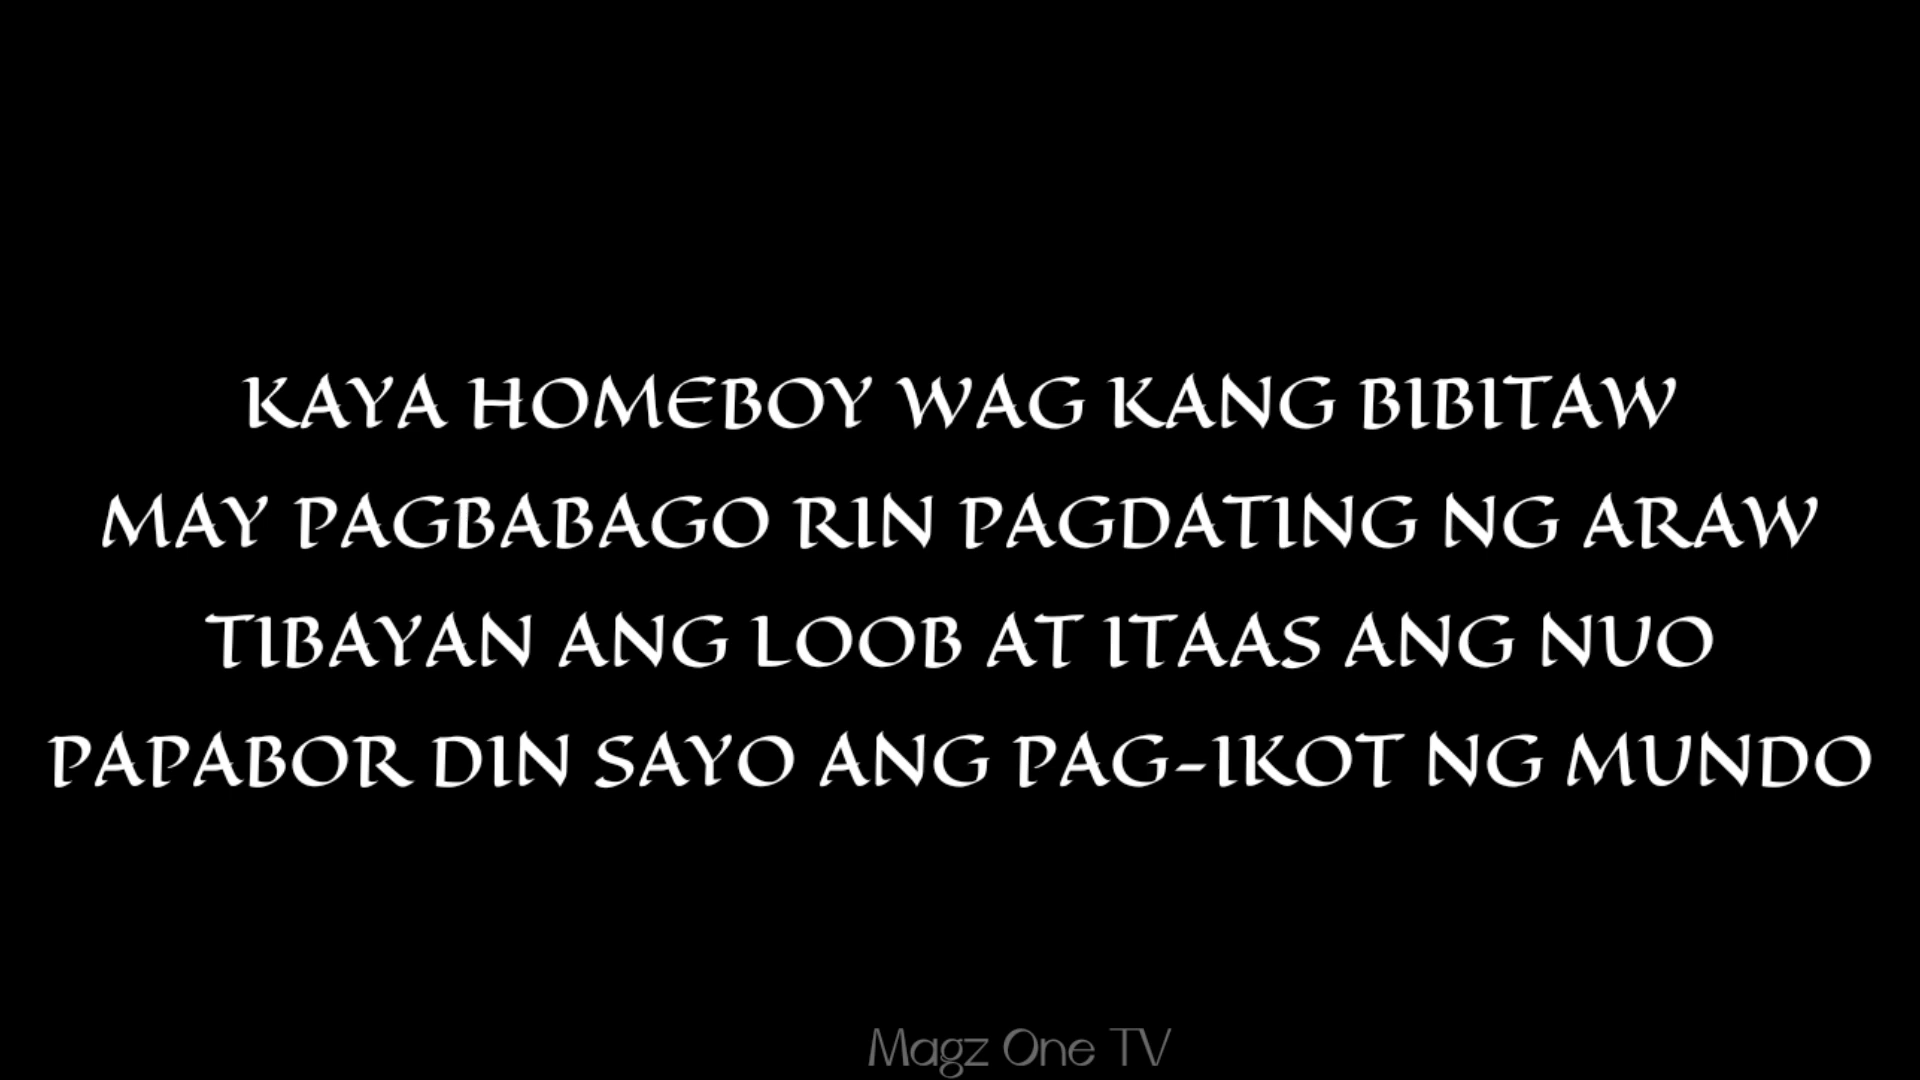 KAYA HOMEBOY WAG KANG BIBITAW
MAY PAGBABAGO RIN PAGDATING NG ARAW
TIBAYAN ANG LOOB AT ITAAS ANG NUO
PAPABOR DIN SAYO ANG PAG-IKOT NG MUNDO
Magz One TV